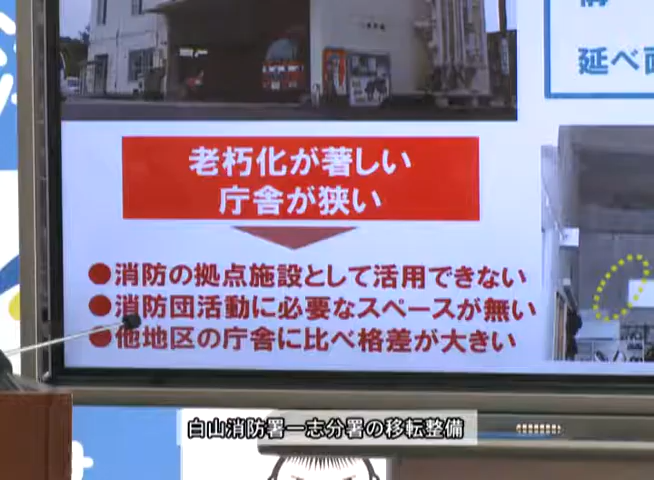 延べ面
老朽化が著しい
庁舎が狭い
●消防の拠点施設として活用できない
●消防団活動に必要なスペースが無い
●他地区の庁舎に比べ格差が大きい
白山消防署一志分署の移転整備